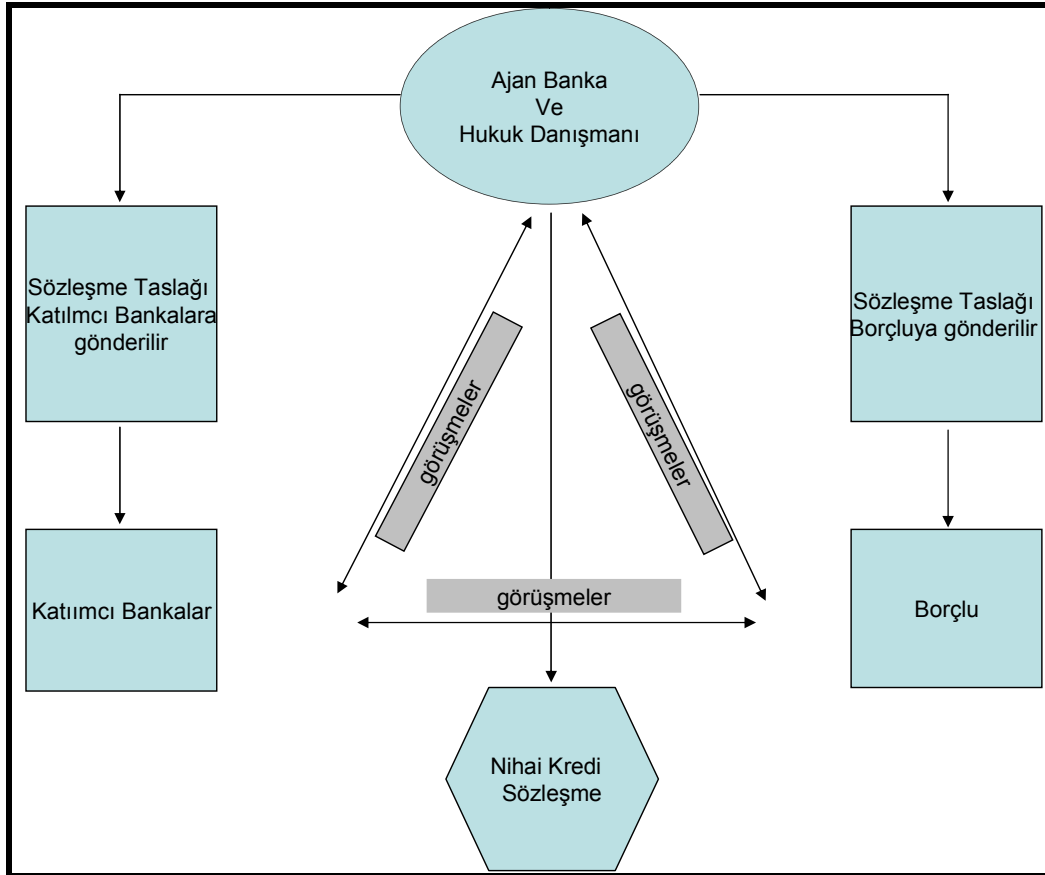 Ajan Banka
Ve
Hukuk Danışmanı
Sözleşme Taslağı
Katılmcı Bankalara
gönderilir
Sözleşme Taslağı
Borçluya gönderilir
görüşmeler
görüşmeler
görüşmeler
Katıımcı Bankalar
Borçlu
Nihai Kredi
Sözleşme